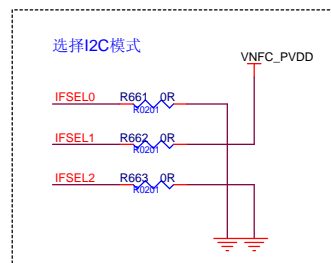 选择I2C模式
VNFC_PVDD
IFSEL0 R661 0R
R0201
IFSEL1 R662 0R
R0201
IFSEL2 R663 0R
R0201